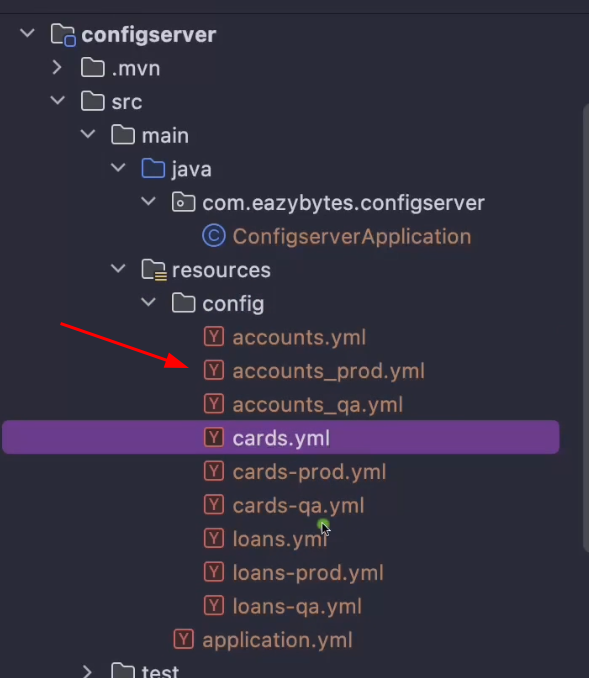 configserver
.mvn
src
main
java
com.eazybytes.configserver
C ConfigserverApplication
resources
config
Y accounts.yml
Y accounts_prod.yml
Y accounts_qa.yml
Y cards.yml
Y cards-prod.yml
Y cards-qa.yml
Y loans.yml
Y loans-prod.yml
Y loans-qa.yml
Y application.yml
test